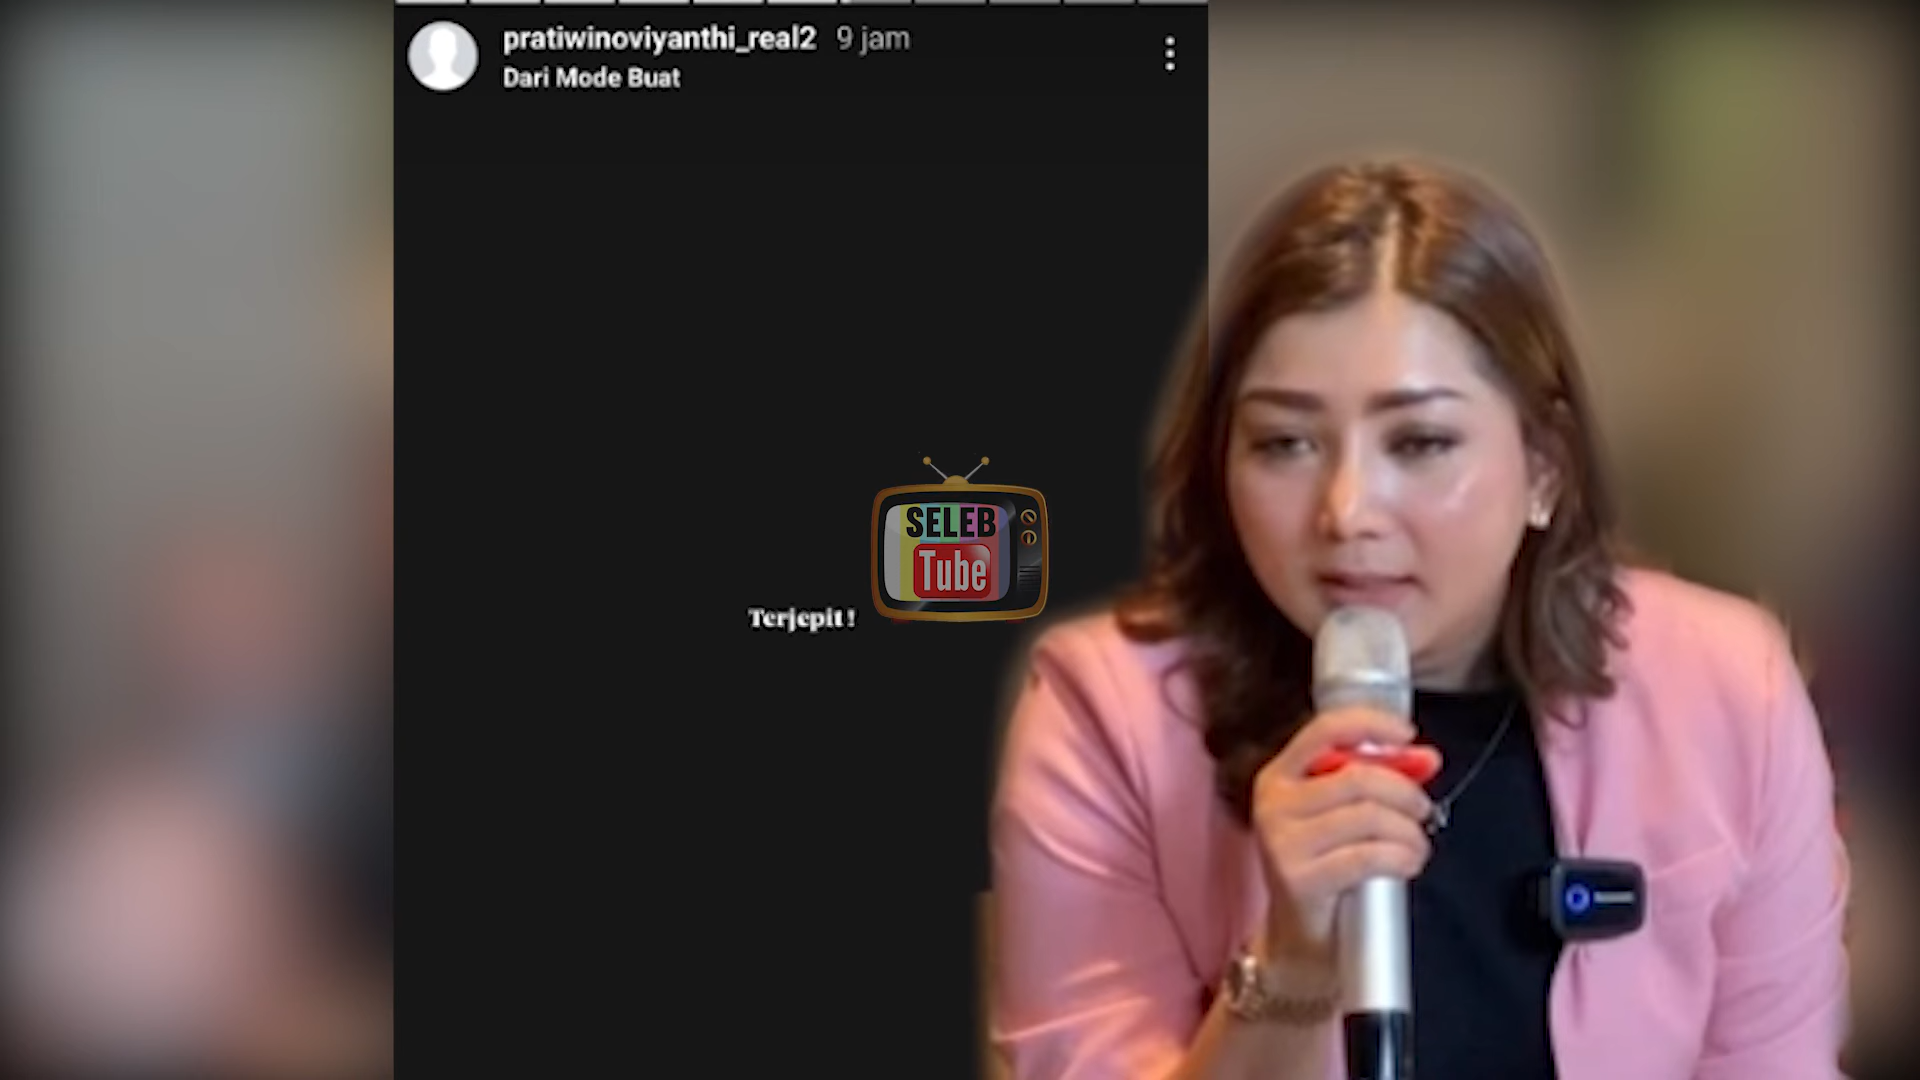 pratiwinoviyanthi_real2 9 jam
Dari Mode Buat
SELEB
Tube
Terjepit !